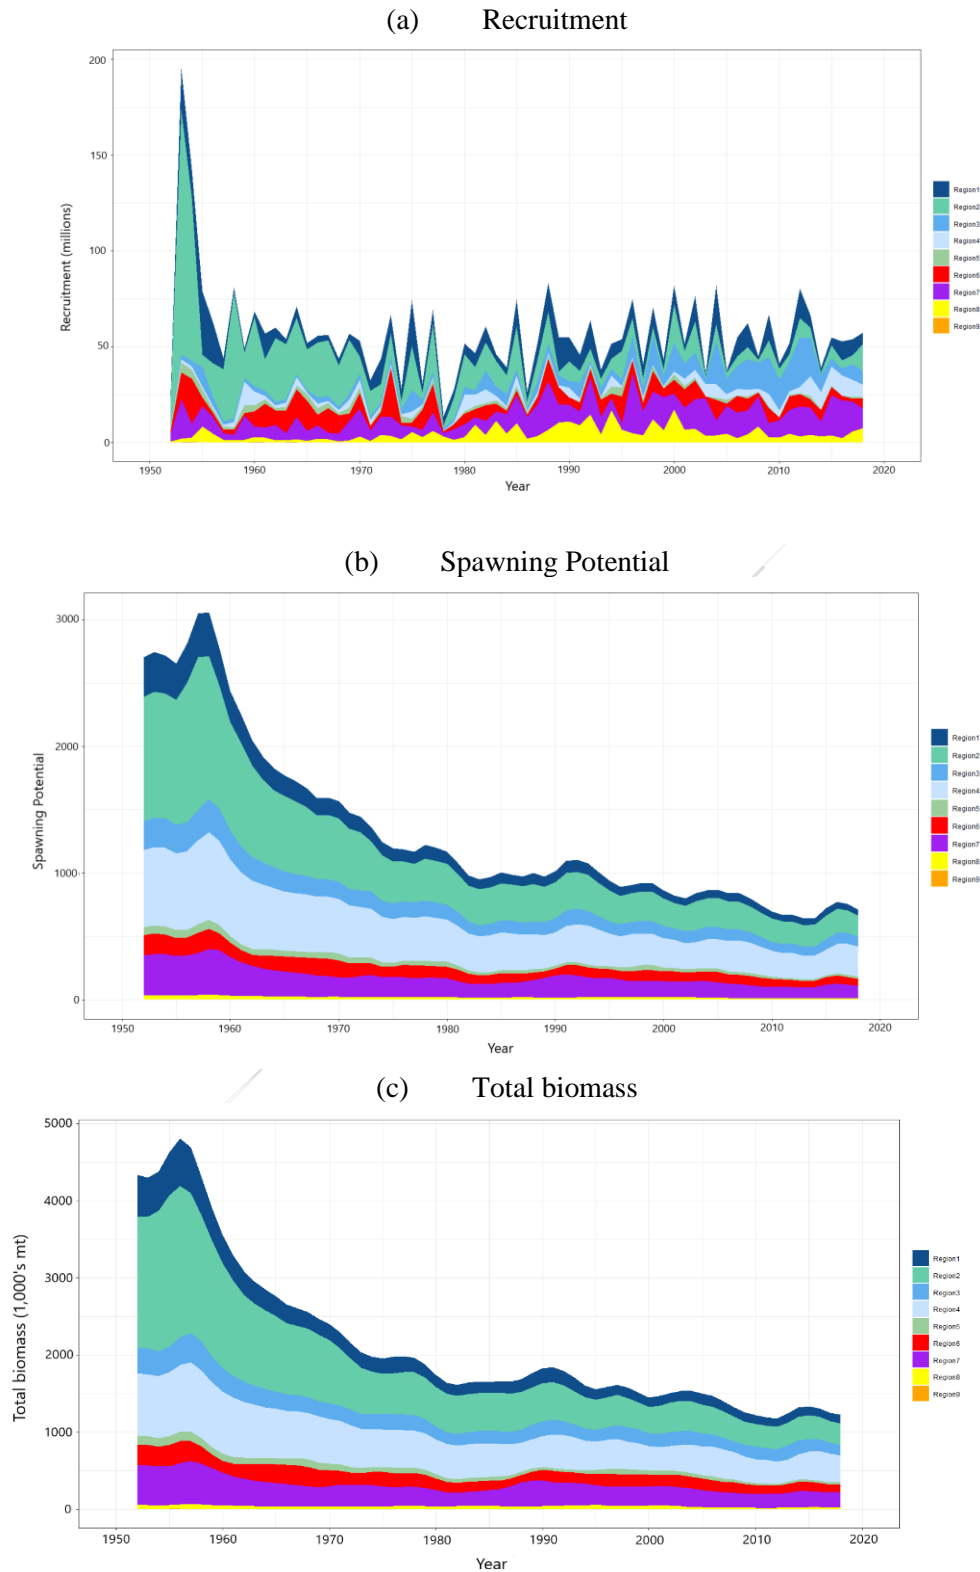 (a) Recruitment
200
150
100
50
0
Recruitment (millions)
1950 1960 1970 1980 1990 2000 2010 2020
Year
Region1
Region2
Region3
Region4
Region5
Region6
Region7
Region8
Region9
(b) Spawning Potential
3000
2000
1000
0
Spawning Potential
1950 1960 1970 1980 1990 2000 2010 2020
Year
Region1
Region2
Region3
Region4
Region5
Region6
Region7
Region8
Region9
(c) Total biomass
5000
4000
3000
2000
1000
0
Total biomass (1,000's mt)
1950 1960 1970 1980 1990 2000 2010 2020
Year
Region1
Region2
Region3
Region4
Region5
Region6
Region7
Region8
Region9